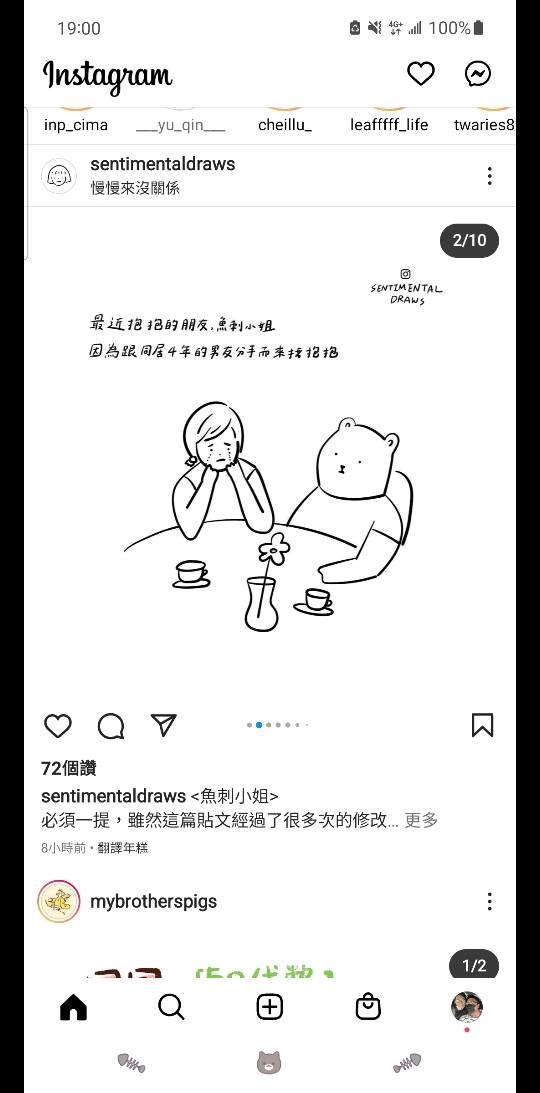 19:00
4G+
100%
Instagram
inp_cima
___yu_qin___
cheillu_
leafffff_life
twaries8
sentimentaldraws
慢慢來沒關係
2/10
SENTIMENTAL
DRAWS
最近抱抱的朋友,魚刺小姐
因為跟同居4年的男友分手而來找抱抱
72個讚
sentimentaldraws <魚刺小姐>
必須一提，雖然這篇貼文經過了很多次的修改... 更多
8小時前・翻譯年糕
mybrotherspigs
1/2